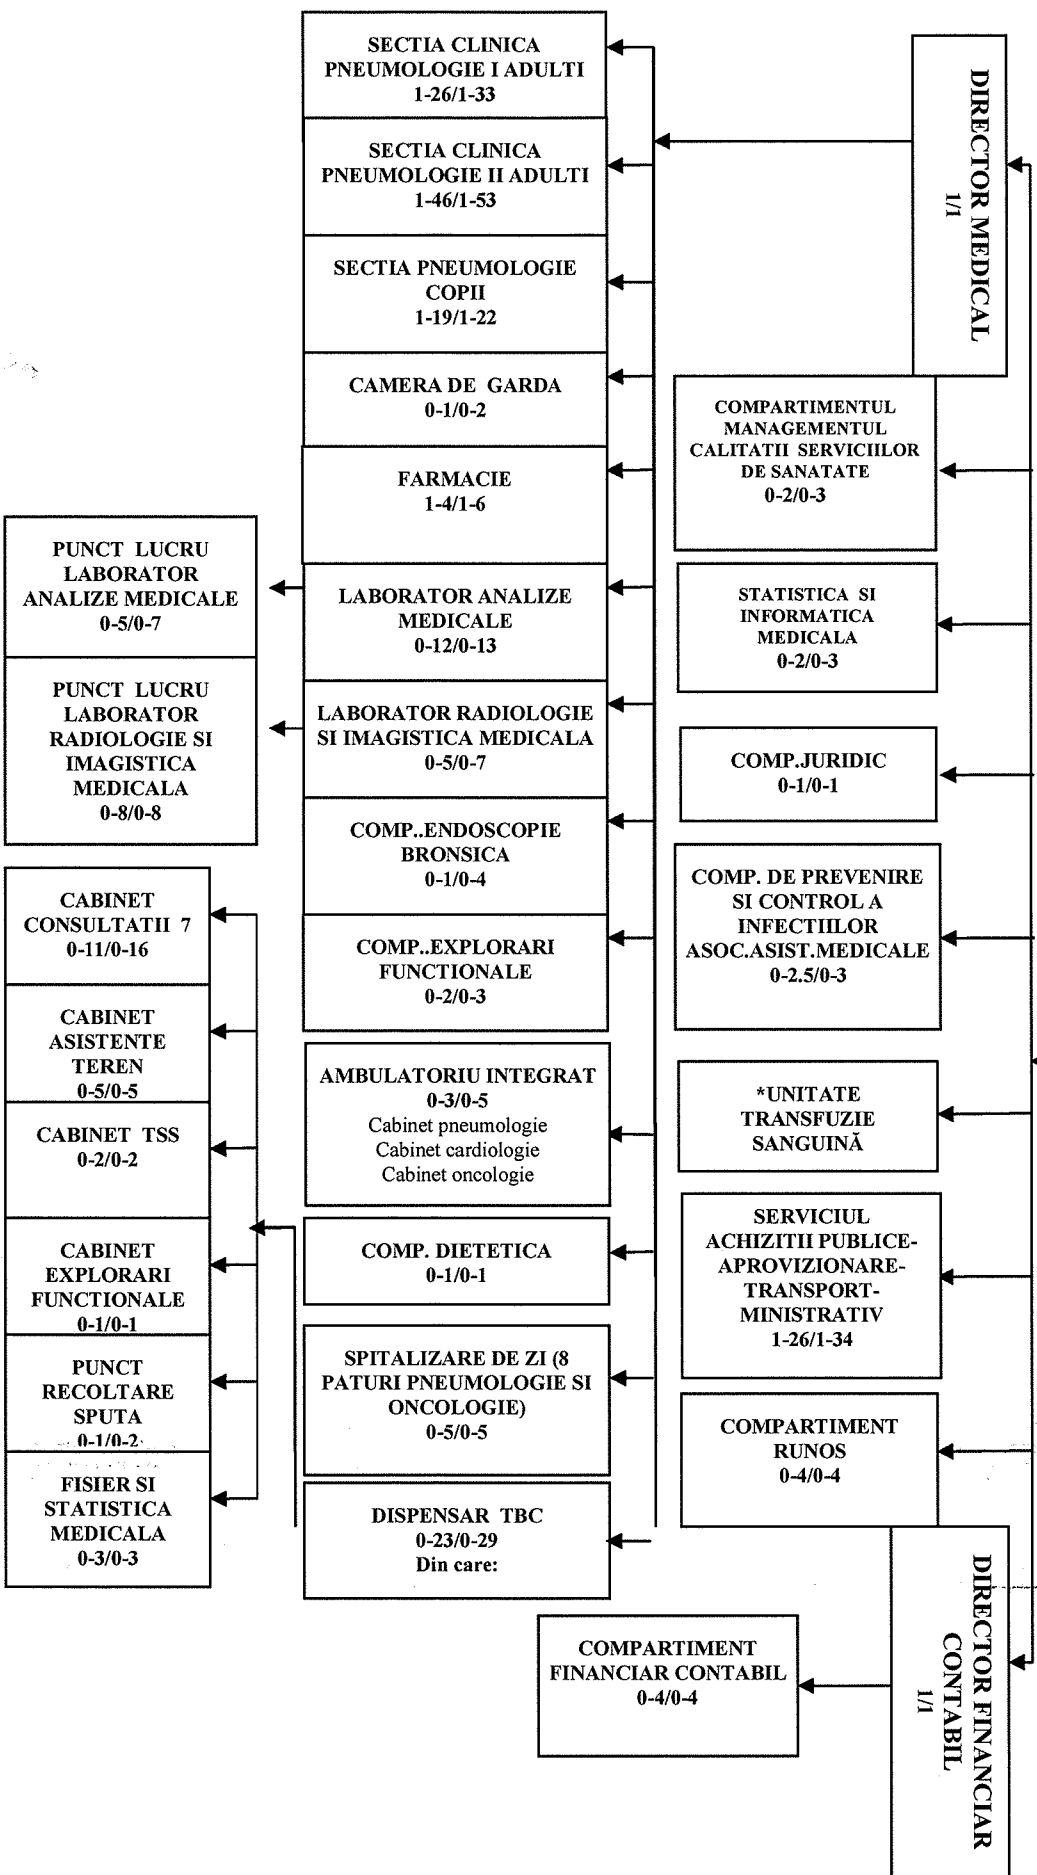 SECTIA CLINICA
PNEUMOLOGIE I ADULTI
1-26/1-33
SECTIA CLINICA
PNEUMOLOGIE II ADULTI
1-46/1-53
SECTIA PNEUMOLOGIE
COPII
1-19/1-22
CAMERA DE GARDA
0-1/0-2
FARMACIE
1-4/1-6
LABORATOR ANALIZE
MEDICALE
0-12/0-13
LABORATOR RADIOLOGIE
SI IMAGISTICA MEDICALA
0-5/0-7
COMP..ENDOSCOPIE
BRONSICA
0-1/0-4
COMP..EXPLORARI
FUNCTIONALE
0-2/0-3
AMBULATORIU INTEGRAT
0-3/0-5
Cabinet pneumologie
Cabinet cardiologie
Cabinet oncologie
COMP. DIETETICA
0-1/0-1
SPITALIZARE DE ZI (8
PATURI PNEUMOLOGIE SI
ONCOLOGIE)
0-5/0-5
DISPENSAR TBC
0-23/0-29
Din care:
PUNCT LUCRU
LABORATOR
ANALIZE MEDICALE
0-5/0-7
PUNCT LUCRU
LABORATOR
RADIOLOGIE SI
IMAGISTICA
MEDICALA
0-8/0-8
CABINET
CONSULTATII 7
0-11/0-16
CABINET
ASISTENTE
TEREN
0-5/0-5
CABINET TSS
0-2/0-2
CABINET
EXPLORARI
FUNCTIONALE
0-1/0-1
PUNCT
RECOLTARE
SPUTA
0-1/0-2
FISIER SI
STATISTICA
MEDICALA
0-3/0-3
DIRECTOR MEDICAL
1/1
COMPARTIMENTUL
MANAGEMENTUL
CALITATII SERVICIILOR
DE SANATATE
0-2/0-3
STATISTICA SI
INFORMATICA
MEDICALA
0-2/0-3
COMP.JURIDIC
0-1/0-1
COMP. DE PREVENIRE
SI CONTROL A
INFECTIILOR
ASOC.ASIST.MEDICALE
0-2.5/0-3
*UNITATE
TRANSFUZIE
SANGUINĂ
SERVICIUL
ACHIZITII PUBLICE-
APROVIZIONARE-
TRANSPORT-
MINISTRATIV
1-26/1-34
COMPARTIMENT
RUNOS
0-4/0-4
DIRECTOR FINANCIAR
CONTABIL
1/1
COMPARTIMENT
FINANCIAR CONTABIL
0-4/0-4